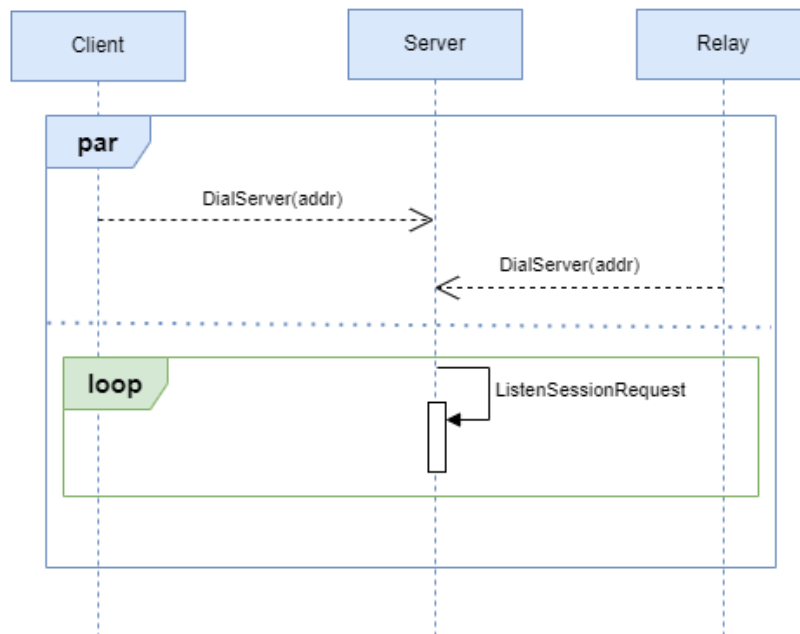 Client
Server
Relay
par
DialServer(addr)
DialServer(addr)
loop
ListenSessionRequest